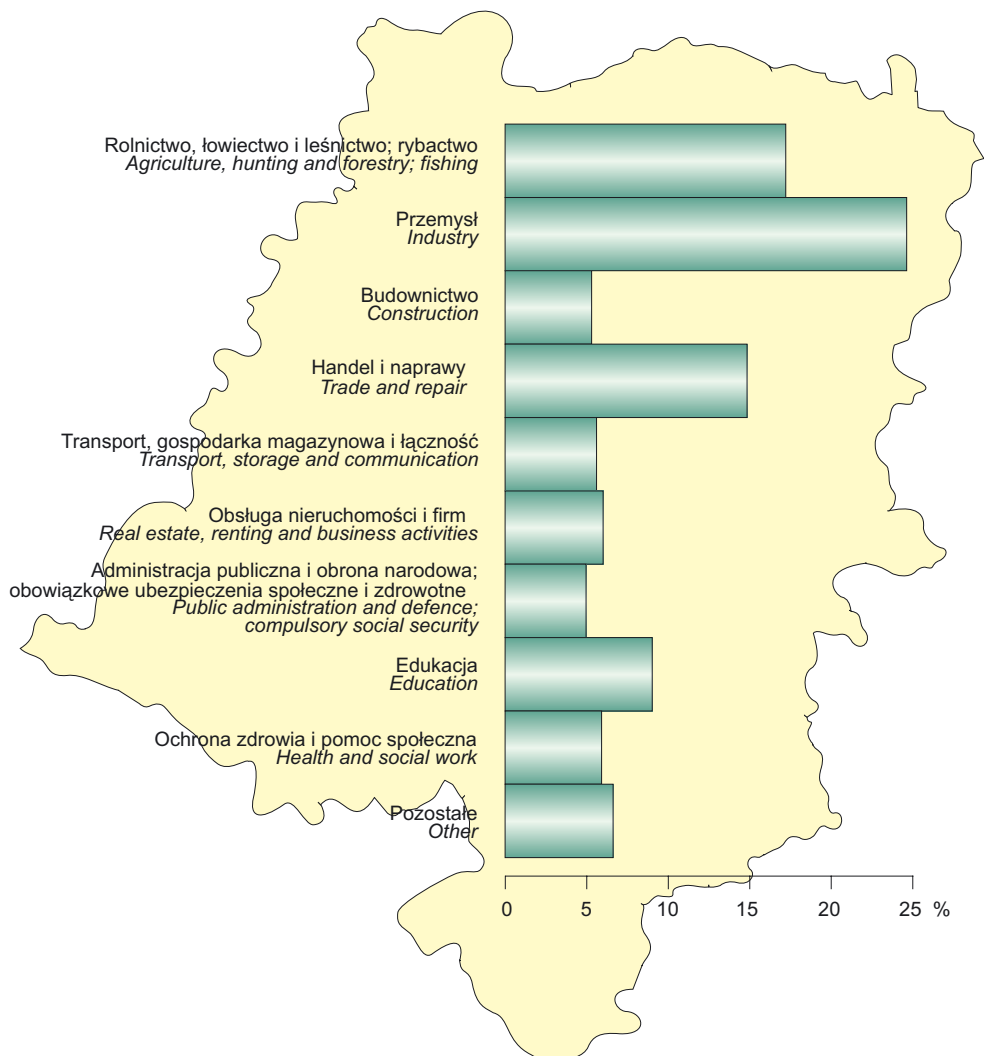 Rolnictwo, łowiectwo i leśnictwo; rybactwo
Agriculture, hunting and forestry; fishing
Przemysł
Industry
Budownictwo
Construction
Handel i naprawy
Trade and repair
Transport, gospodarka magazynowa i łączność
Transport, storage and communication
Obsługa nieruchomości i firm
Real estate, renting and business activities
Administracja publiczna i obrona narodowa;
obowiązkowe ubezpieczenia społeczne i zdrowotne
Public administration and defence;
compulsory social security
Edukacja
Education
Ochrona zdrowia i pomoc społeczna
Health and social work
Pozostałe
Other
0 5 10 15 20 25 %